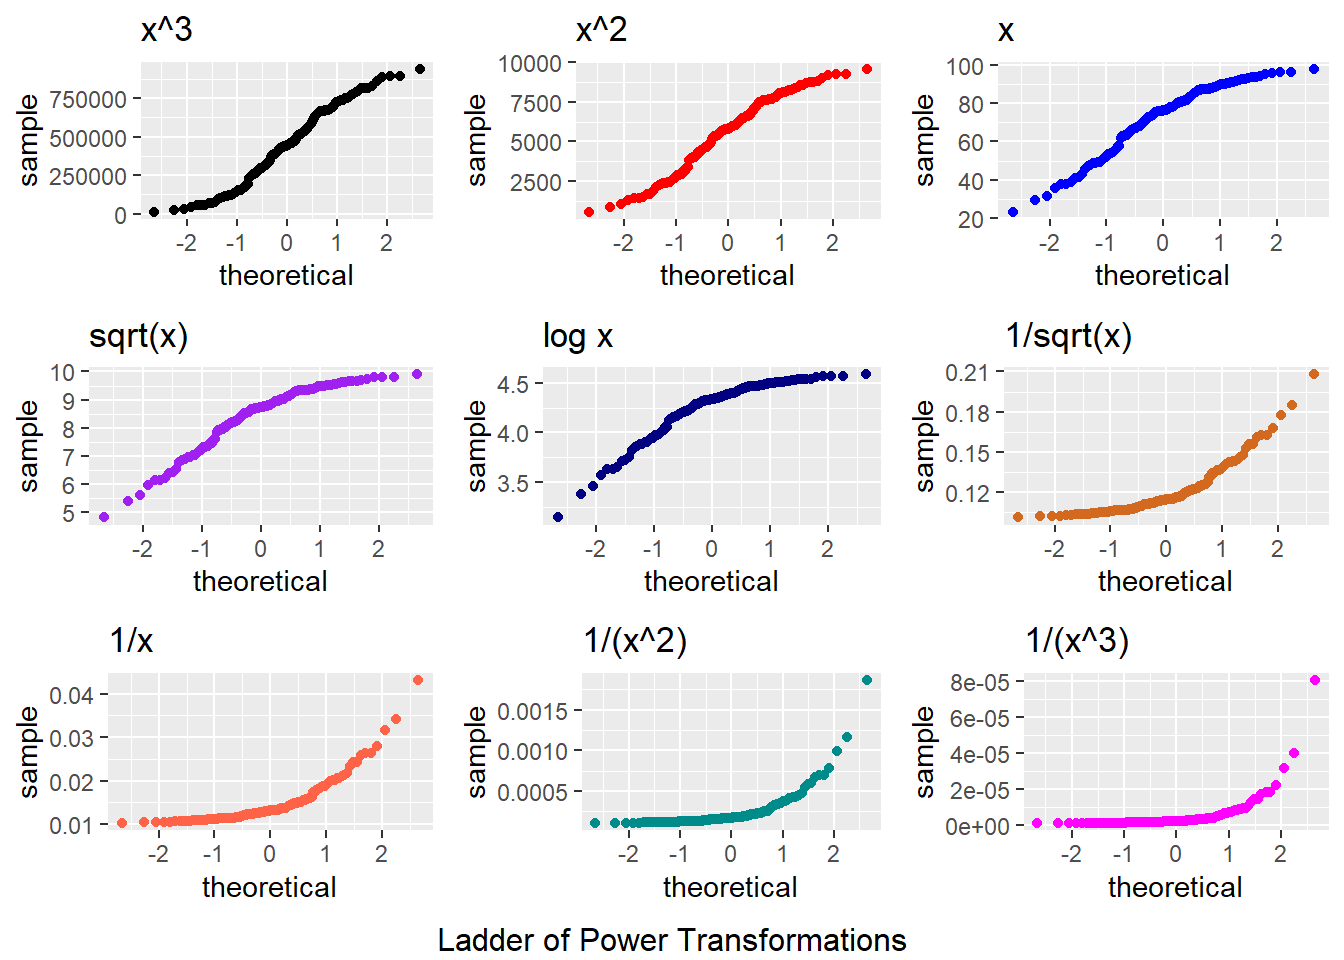 x^3
x^2
x
sample
750000
500000
250000
0
-2 -1 0 1 2
theoretical
sample
10000
7500
5000
2500
-2 -1 0 1 2
theoretical
sample
100
80
60
40
20
-2 -1 0 1 2
theoretical
sqrt(x)
log x
1/sqrt(x)
sample
10
9
8
7
6
5
-2 -1 0 1 2
theoretical
sample
4.5
4.0
3.5
-2 -1 0 1 2
theoretical
sample
0.21
0.18
0.15
0.12
-2 -1 0 1 2
theoretical
1/x
1/(x^2)
1/(x^3)
sample
0.04
0.03
0.02
0.01
-2 -1 0 1 2
theoretical
sample
0.0015
0.0010
0.0005
-2 -1 0 1 2
theoretical
sample
8e-05
6e-05
4e-05
2e-05
0e+00
-2 -1 0 1 2
theoretical
Ladder of Power Transformations